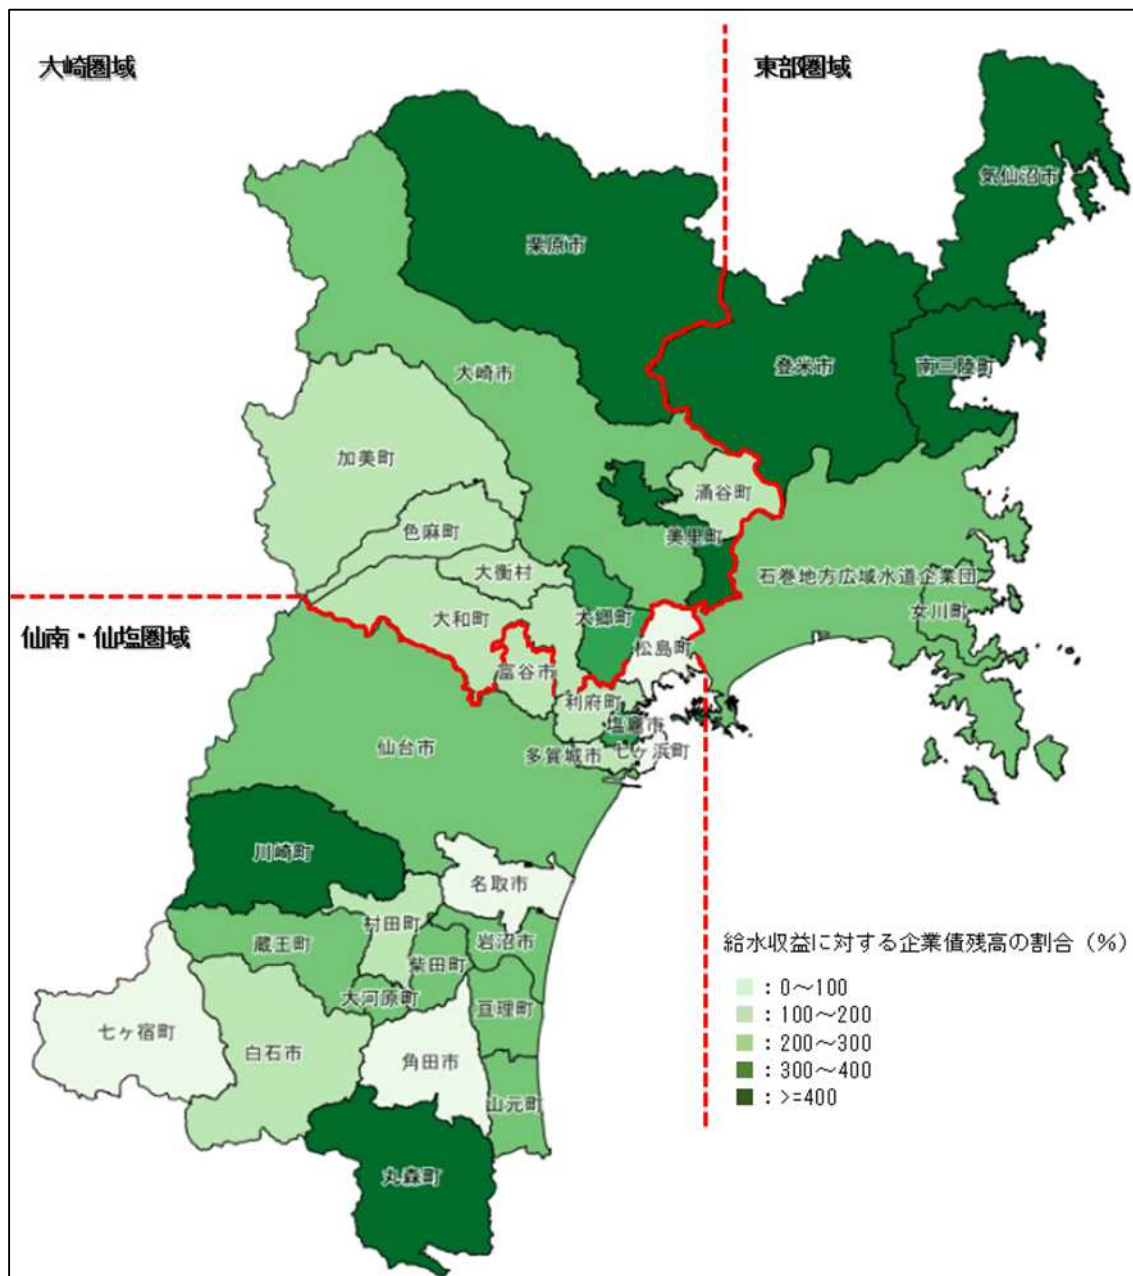 大崎圏域
東部圏域
気仙沼市
栗原市
登米市
南三陸町
大崎市
加美町
涌谷町
色麻町
美里町
大衡村
石巻地方広域水道企業団
女川町
大和町
大郷町
仙南・仙塩圏域
松島町
富谷市
利府町
塩竈市
仙台市
多賀城市
七ヶ浜町
川崎町
名取市
村田町
岩沼市
蔵王町
柴田町
大河原町
亘理町
七ヶ宿町
白石市
角田市
山元町
丸森町
給水収益に対する企業債残高の割合（%）
：0～100
：100～200
：200～300
：300～400
：>=400